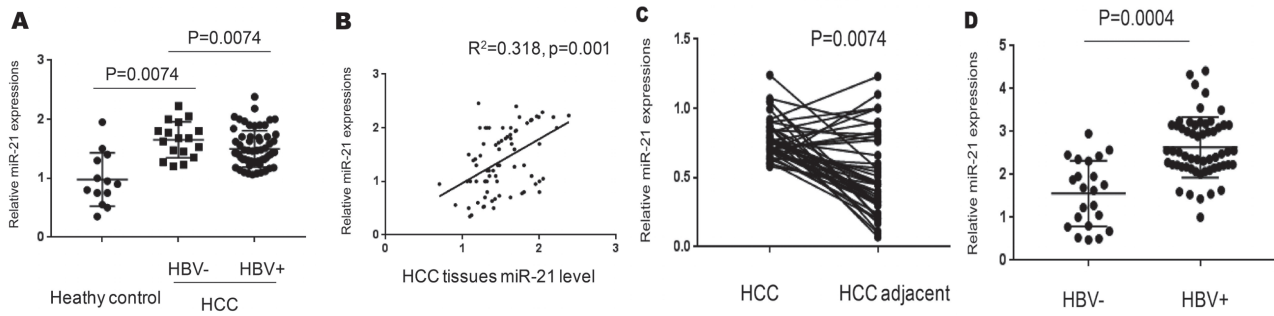 A
Relative miR-21 expressions
3
2
1
0
P=0.0074
P=0.0074
HBV-
HBV+
Heathy control
HCC
B
Relative miR-21 expressions
R²=0.318, p=0.001
3
2
1
0
0
1
2
3
HCC tissues miR-21 level
C
Relative miR-21 expressions
P=0.0074
1.5
1.0
0.5
0.0
HCC
HCC adjacent
D
Relative miR-21 expressions
P=0.0004
5
4
3
2
1
0
HBV-
HBV+